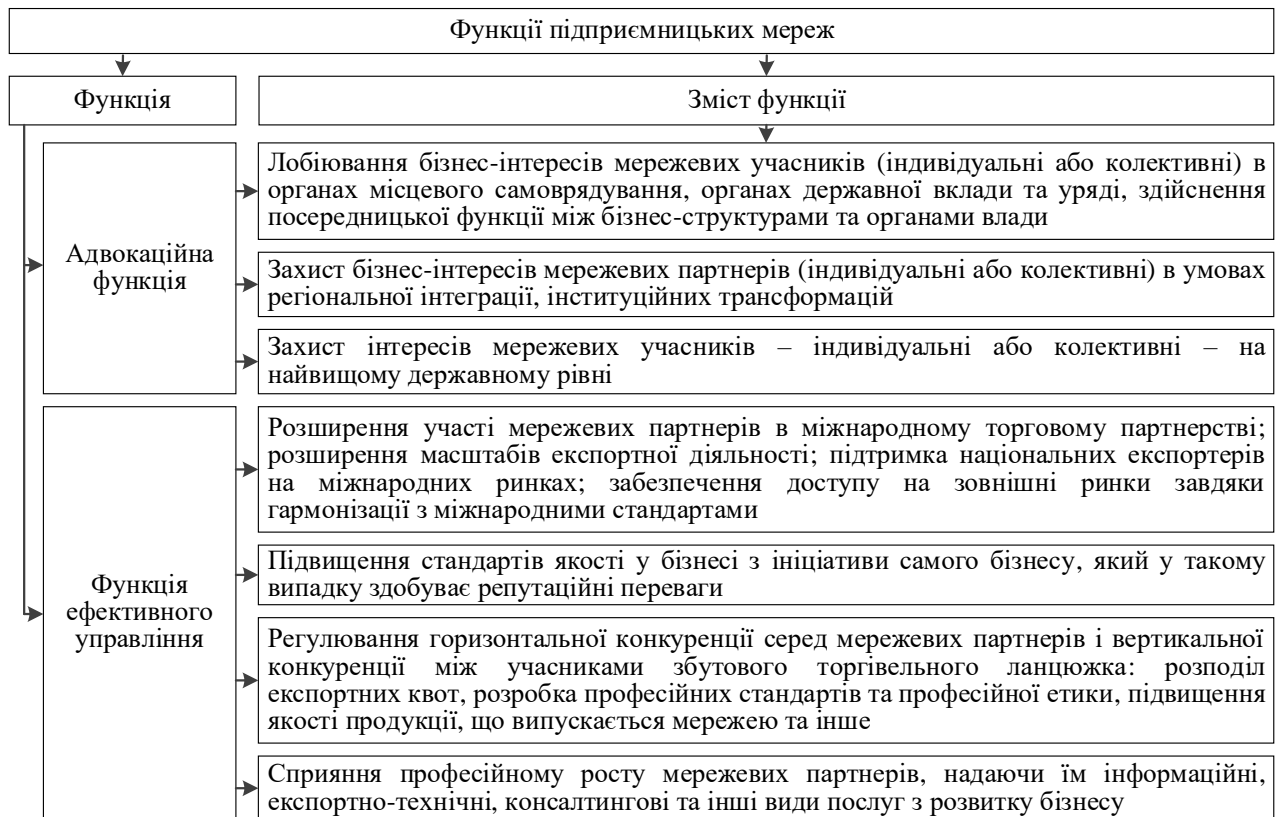 Функції підприємницьких мереж
Функція
Зміст функції
Адвокаційна
функція
Лобіювання бізнес-інтересів мережевих учасників (індивідуальні або колективні) в
органах місцевого самоврядування, органах державної вклади та уряді, здійснення
посередницької функції між бізнес-структурами та органами влади
Захист бізнес-інтересів мережевих партнерів (індивідуальні або колективні) в умовах
регіональної інтеграції, інституційних трансформацій
Захист інтересів мережевих учасників – індивідуальні або колективні – на
найвищому державному рівні
Функція
ефективного
управління
Розширення участі мережевих партнерів в міжнародному торговому партнерстві;
розширення масштабів експортної діяльності; підтримка національних експортерів
на міжнародних ринках; забезпечення доступу на зовнішні ринки завдяки
гармонізації з міжнародними стандартами
Підвищення стандартів якості у бізнесі з ініціативи самого бізнесу, який у такому
випадку здобуває репутаційні переваги
Регулювання горизонтальної конкуренції серед мережевих партнерів і вертикальної
конкуренції між учасниками збутового торгівельного ланцюжка: розподіл
експортних квот, розробка професійних стандартів та професійної етики, підвищення
якості продукції, що випускається мережею та інше
Сприяння професійному росту мережевих партнерів, надаючи їм інформаційні,
експортно-технічні, консалтингові та інші види послуг з розвитку бізнесу